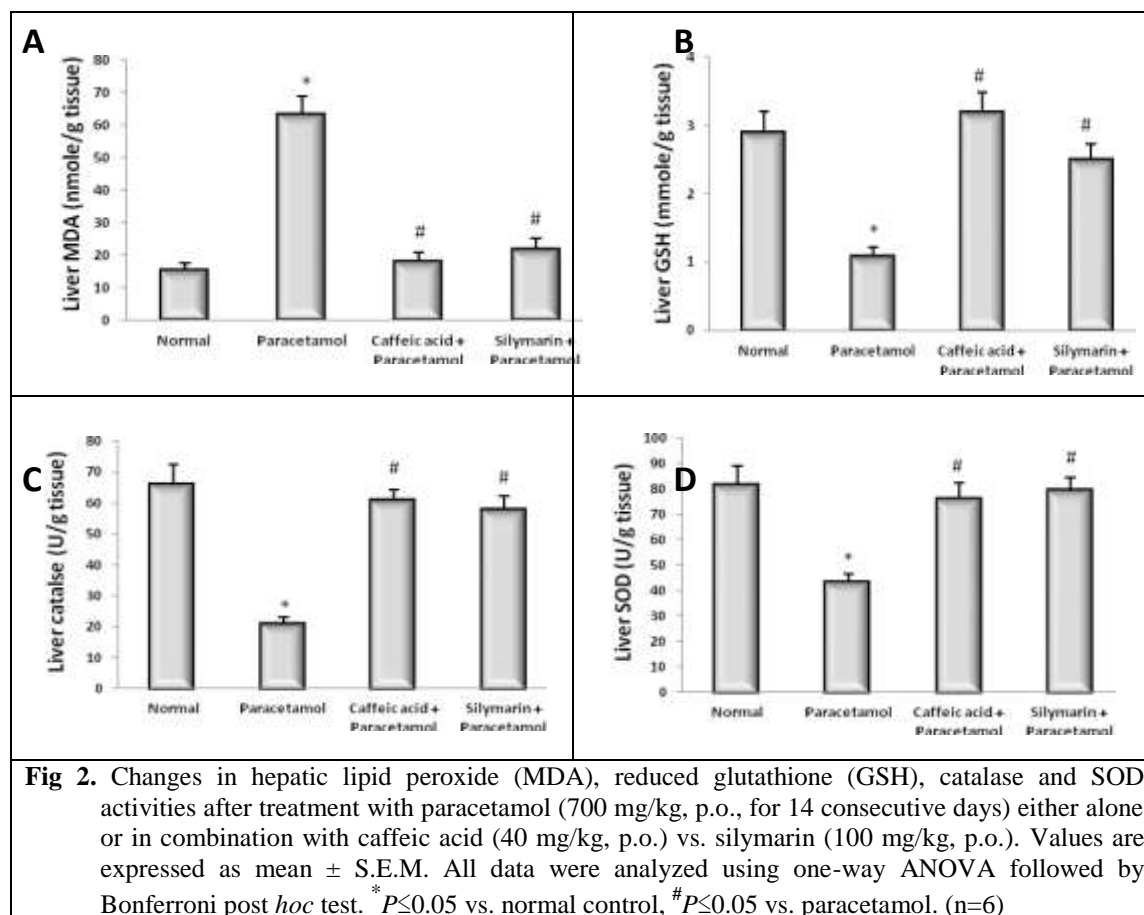 A
Liver MDA (nmole/g tissue)
80
70
60
50
40
30
20
10
0
*
#
#
Normal
Paracetamol
Caffeic acid +
Paracetamol
Silymarin +
Paracetamol
B
Liver GSH (mmole/g tissue)
4
3
2
1
0
*
#
#
Normal
Paracetamol
Caffeic acid +
Paracetamol
Silymarin +
Paracetamol
C
Liver catalse (U/g tissue)
80
70
60
50
40
30
20
10
0
*
#
#
Normal
Paracetamol
Caffeic acid +
Paracetamol
Silymarin +
Paracetamol
D
Liver SOD (U/g tissue)
100
90
80
70
60
50
40
30
20
10
0
*
#
#
Normal
Paracetamol
Caffeic acid +
Paracetamol
Silymarin +
Paracetamol
Fig 2. Changes in hepatic lipid peroxide (MDA), reduced glutathione (GSH), catalase and SOD
activities after treatment with paracetamol (700 mg/kg, p.o., for 14 consecutive days) either alone
or in combination with caffeic acid (40 mg/kg, p.o.) vs. silymarin (100 mg/kg, p.o.). Values are
expressed as mean ± S.E.M. All data were analyzed using one-way ANOVA followed by
Bonferroni post hoc test. *P≤0.05 vs. normal control, #P≤0.05 vs. paracetamol. (n=6)